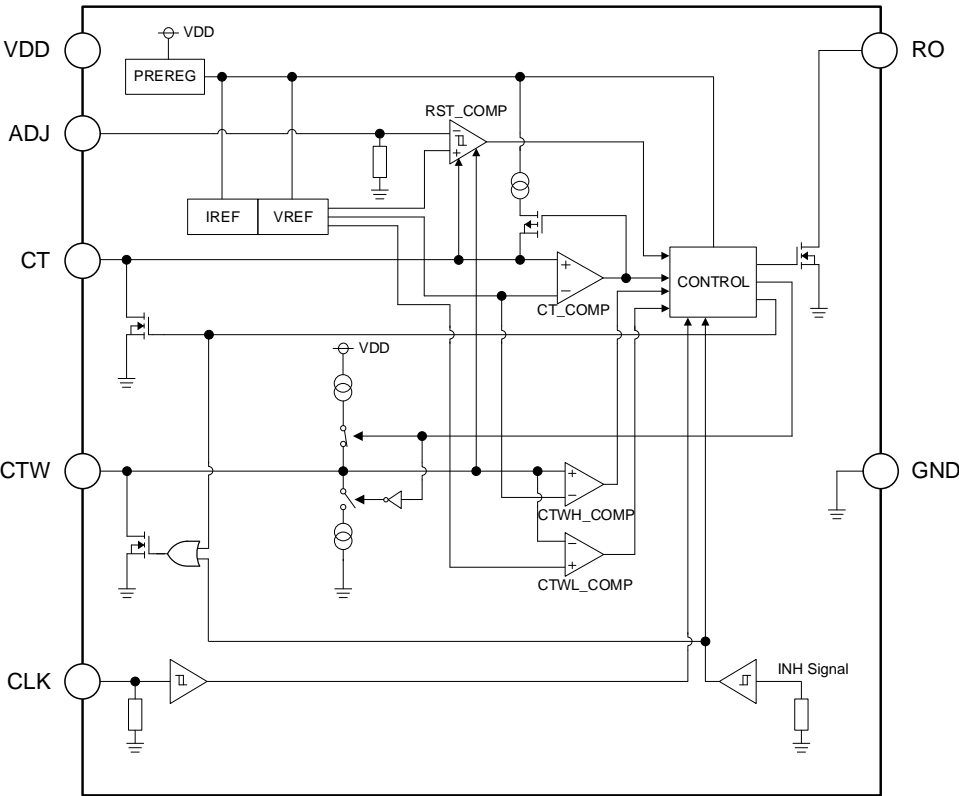 VDD
VDD
RO
PREREG
RST_COMP
ADJ
IREF
VREF
CT
CONTROL
CT_COMP
VDD
CTW
GND
CTWH_COMP
CTWL_COMP
CLK
INH Signal